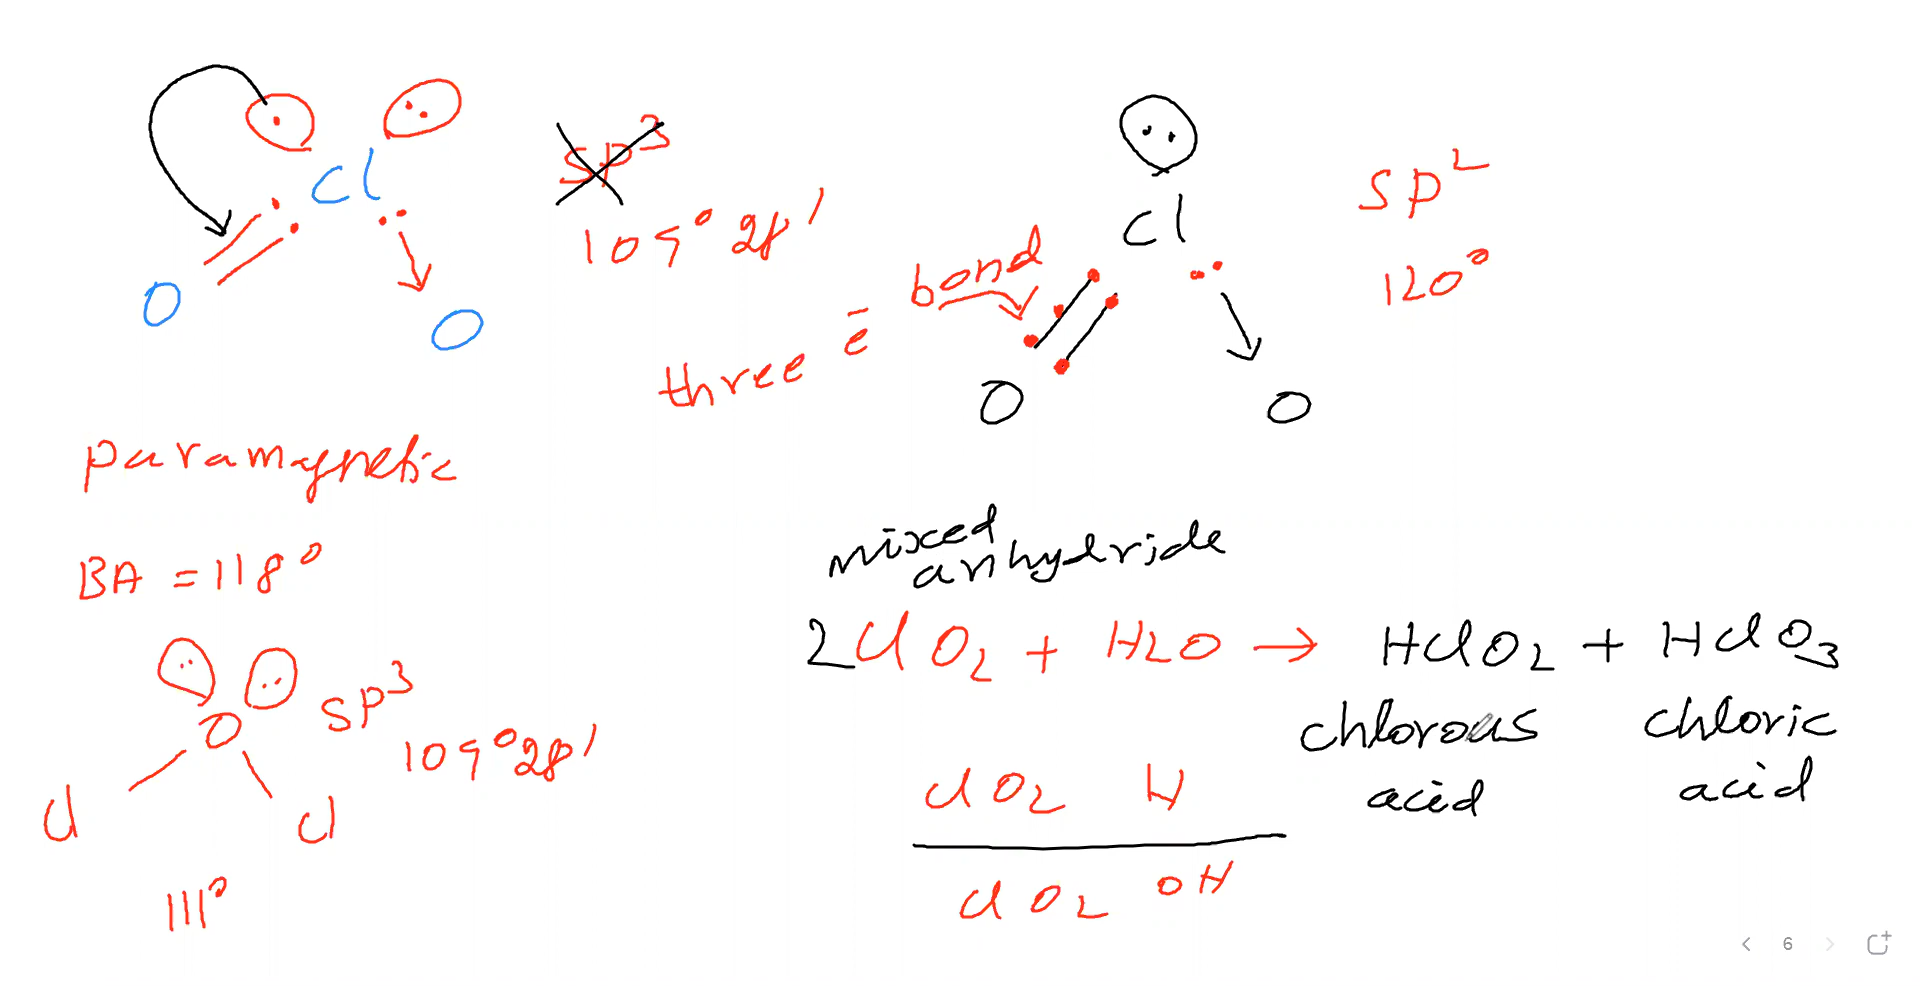 Cl
O
O
SP³
109°28'
Cl
O
O
SP²
120°
three ē bond
paramagnetic
BA = 118°
O
Cl
Cl
SP³
109°28'
111°
mixed
anhydride
2ClO₂ + H₂O → HClO₂ + HClO₃
chlorous
acid
chloric
acid
ClO₂ H
ClO₂ OH
6